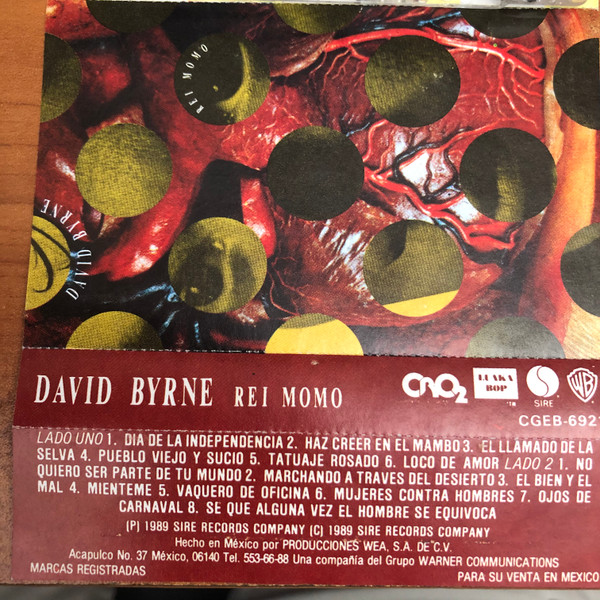 REI MOMO
DAVID BYRNE
DAVID BYRNE REI MOMO
CrO2
LUAKA BOP
SIRE
WB
CGEB-692
LADO UNO 1. DIA DE LA INDEPENDENCIA 2. HAZ CREER EN EL MAMBO 3. EL LLAMADO DE LA
SELVA 4. PUEBLO VIEJO Y SUCIO 5. TATUAJE ROSADO 6. LOCO DE AMOR LADO 2 1. NO
QUIERO SER PARTE DE TU MUNDO 2. MARCHANDO A TRAVES DEL DESIERTO 3. EL BIEN Y EL
MAL 4. MIENTEME 5. VAQUERO DE OFICINA 6. MUJERES CONTRA HOMBRES 7. OJOS DE
CARNAVAL 8. SE QUE ALGUNA VEZ EL HOMBRE SE EQUIVOCA
(P) 1989 SIRE RECORDS COMPANY (C) 1989 SIRE RECORDS COMPANY
Hecho en México por PRODUCCIONES WEA, S.A. DE C.V.
Acapulco No. 37 México, 06140 Tel. 553-66-88 Una compañía del Grupo WARNER COMMUNICATIONS
MARCAS REGISTRADAS PARA SU VENTA EN MEXICO